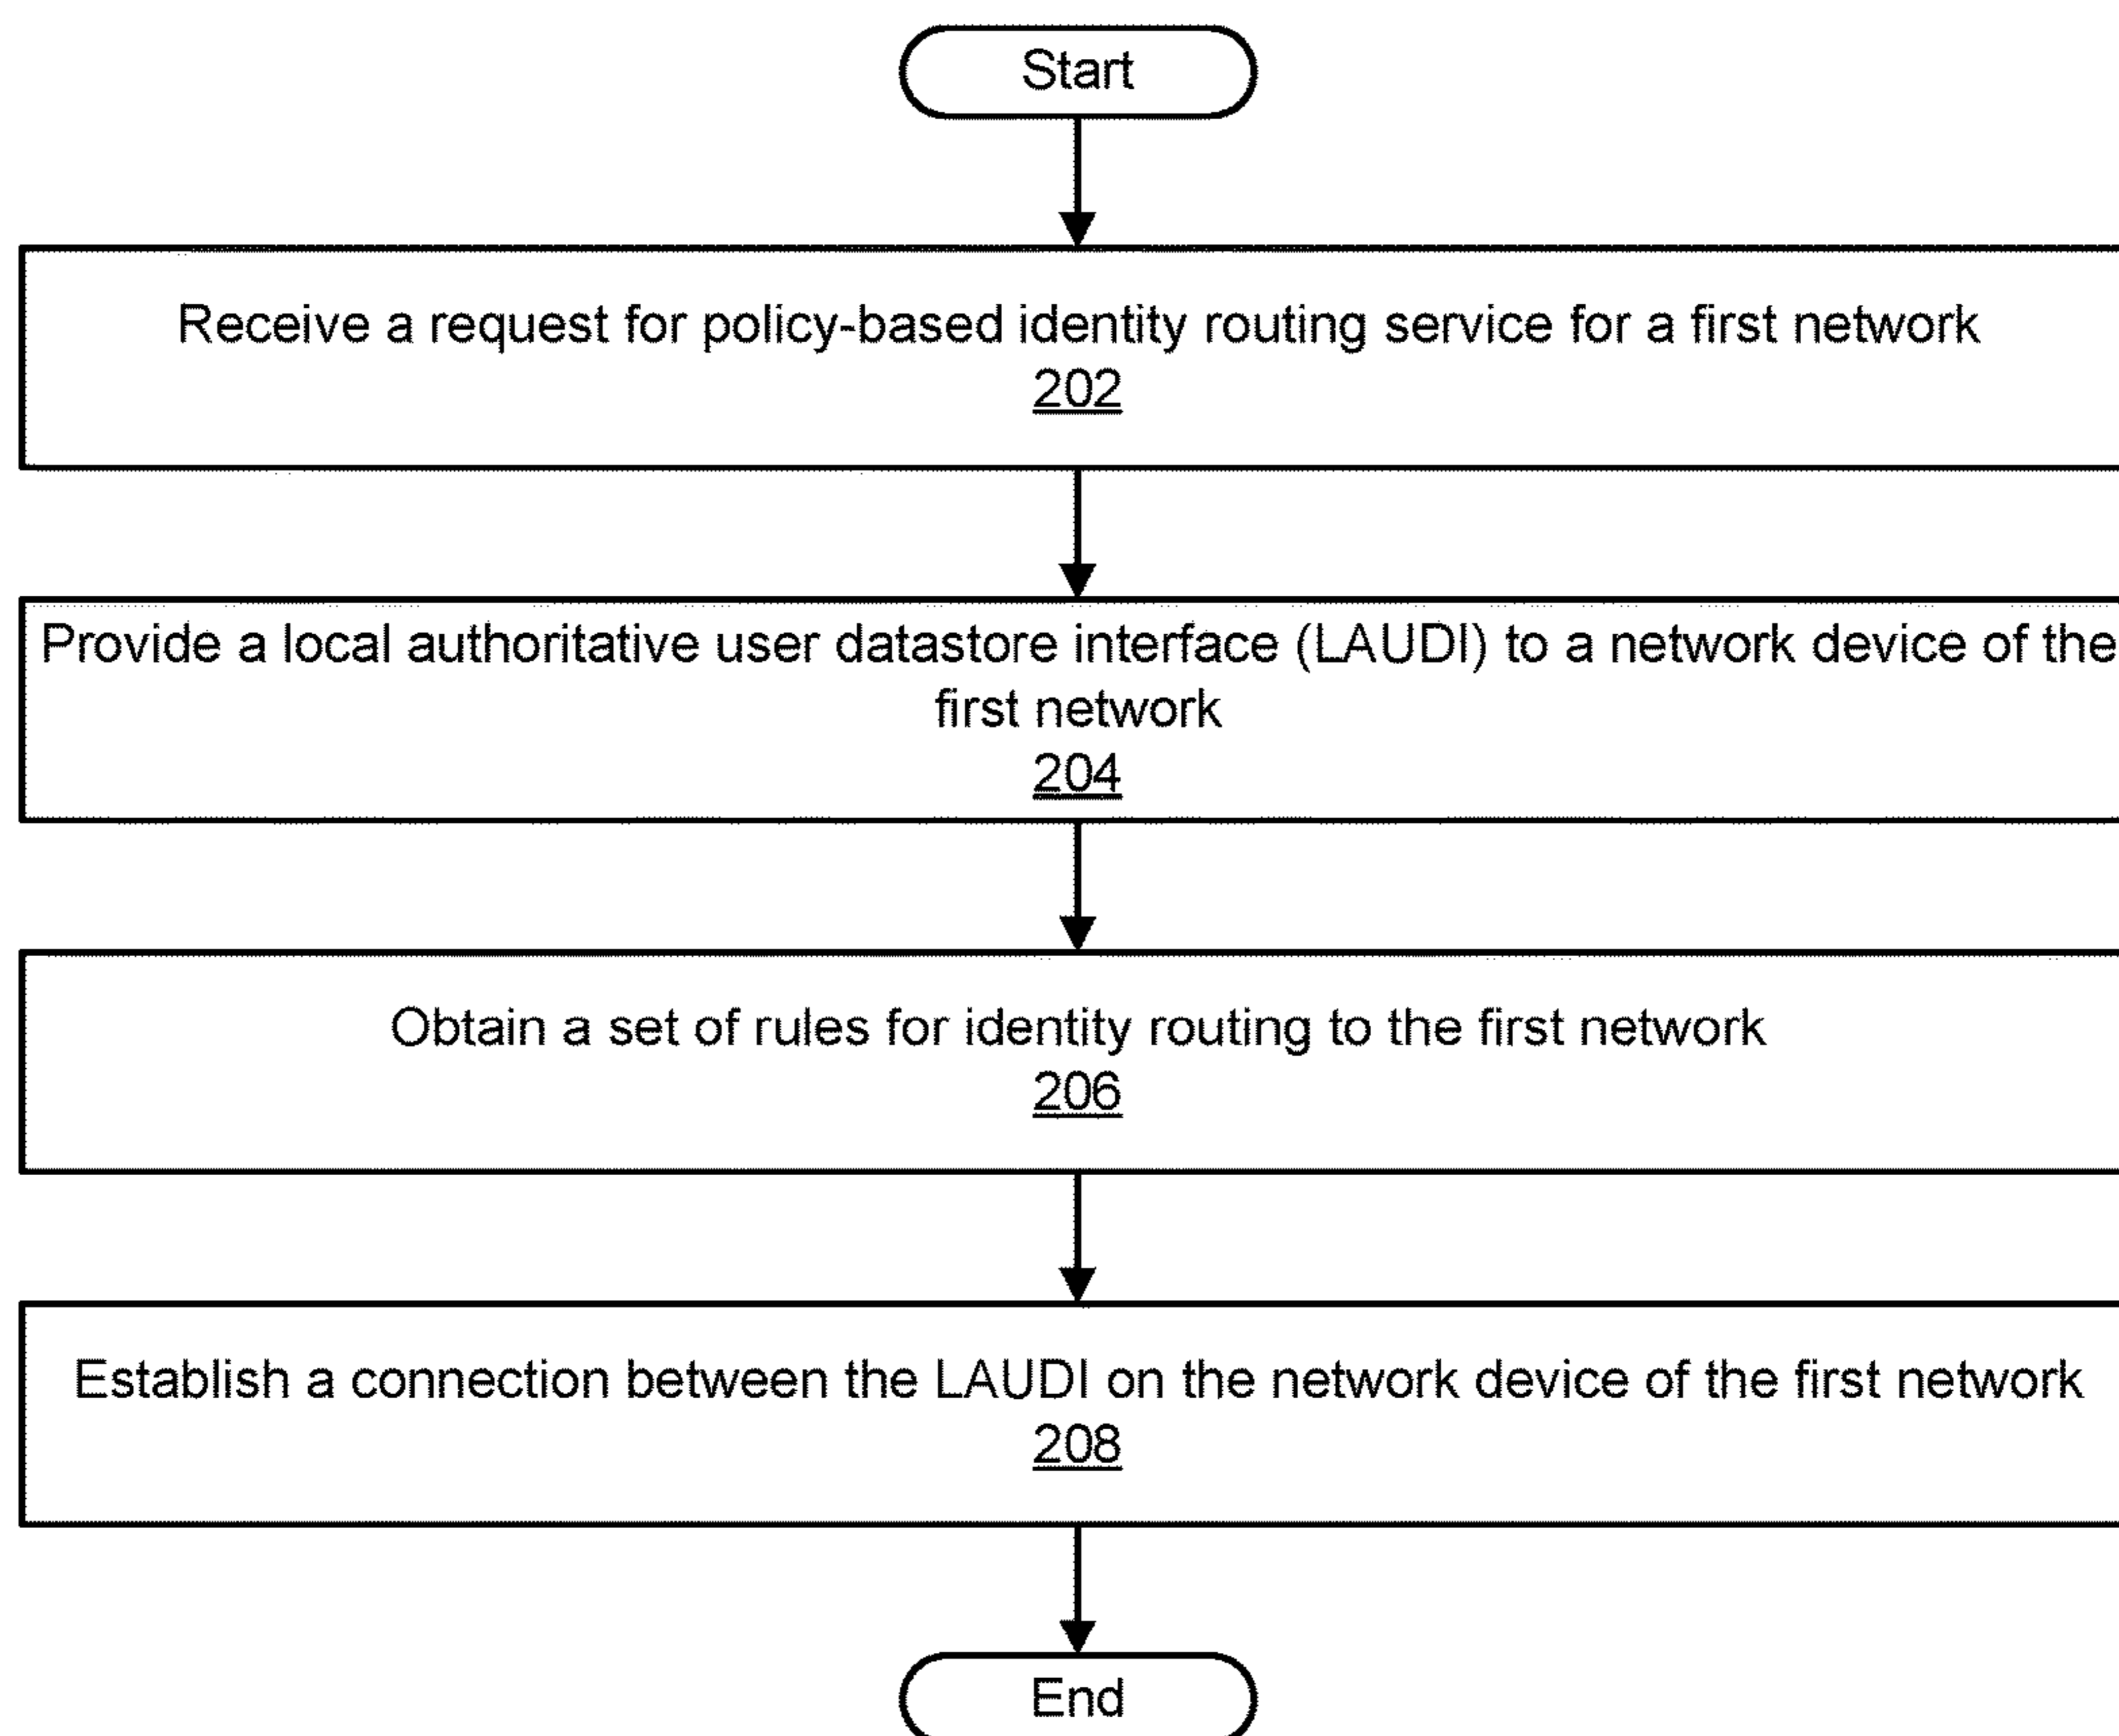 Start
Receive a request for policy-based identity routing service for a first network
202
Provide a local authoritative user datastore interface (LAUDI) to a network device of the
first network
204
Obtain a set of rules for identity routing to the first network
206
Establish a connection between the LAUDI on the network device of the first network
208
End